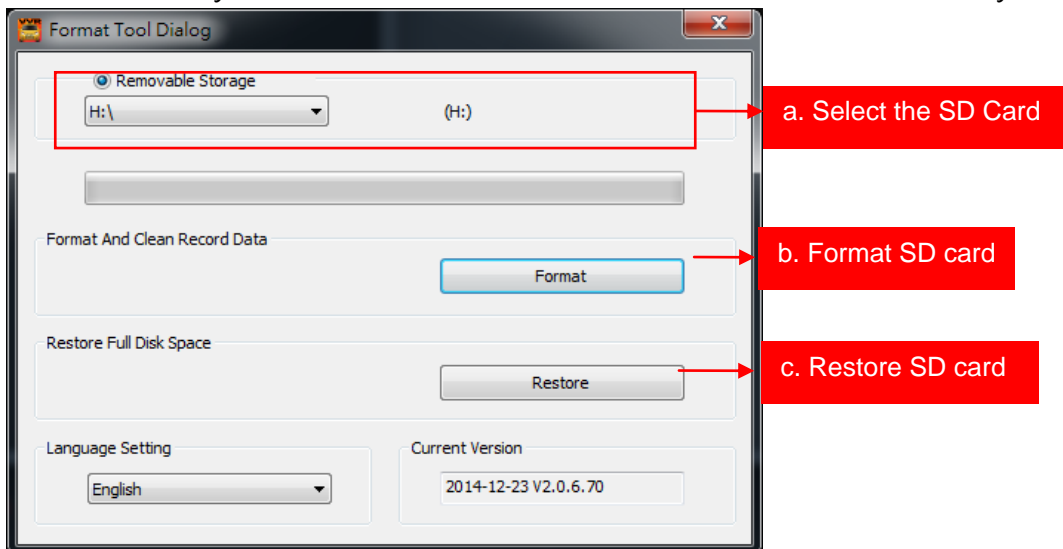 Format Tool Dialog
Removable Storage
H:\
(H:)
a. Select the SD Card
Format And Clean Record Data
Format
b. Format SD card
Restore Full Disk Space
Restore
c. Restore SD card
Language Setting
Current Version
English
2014-12-23 V2.0.6.70